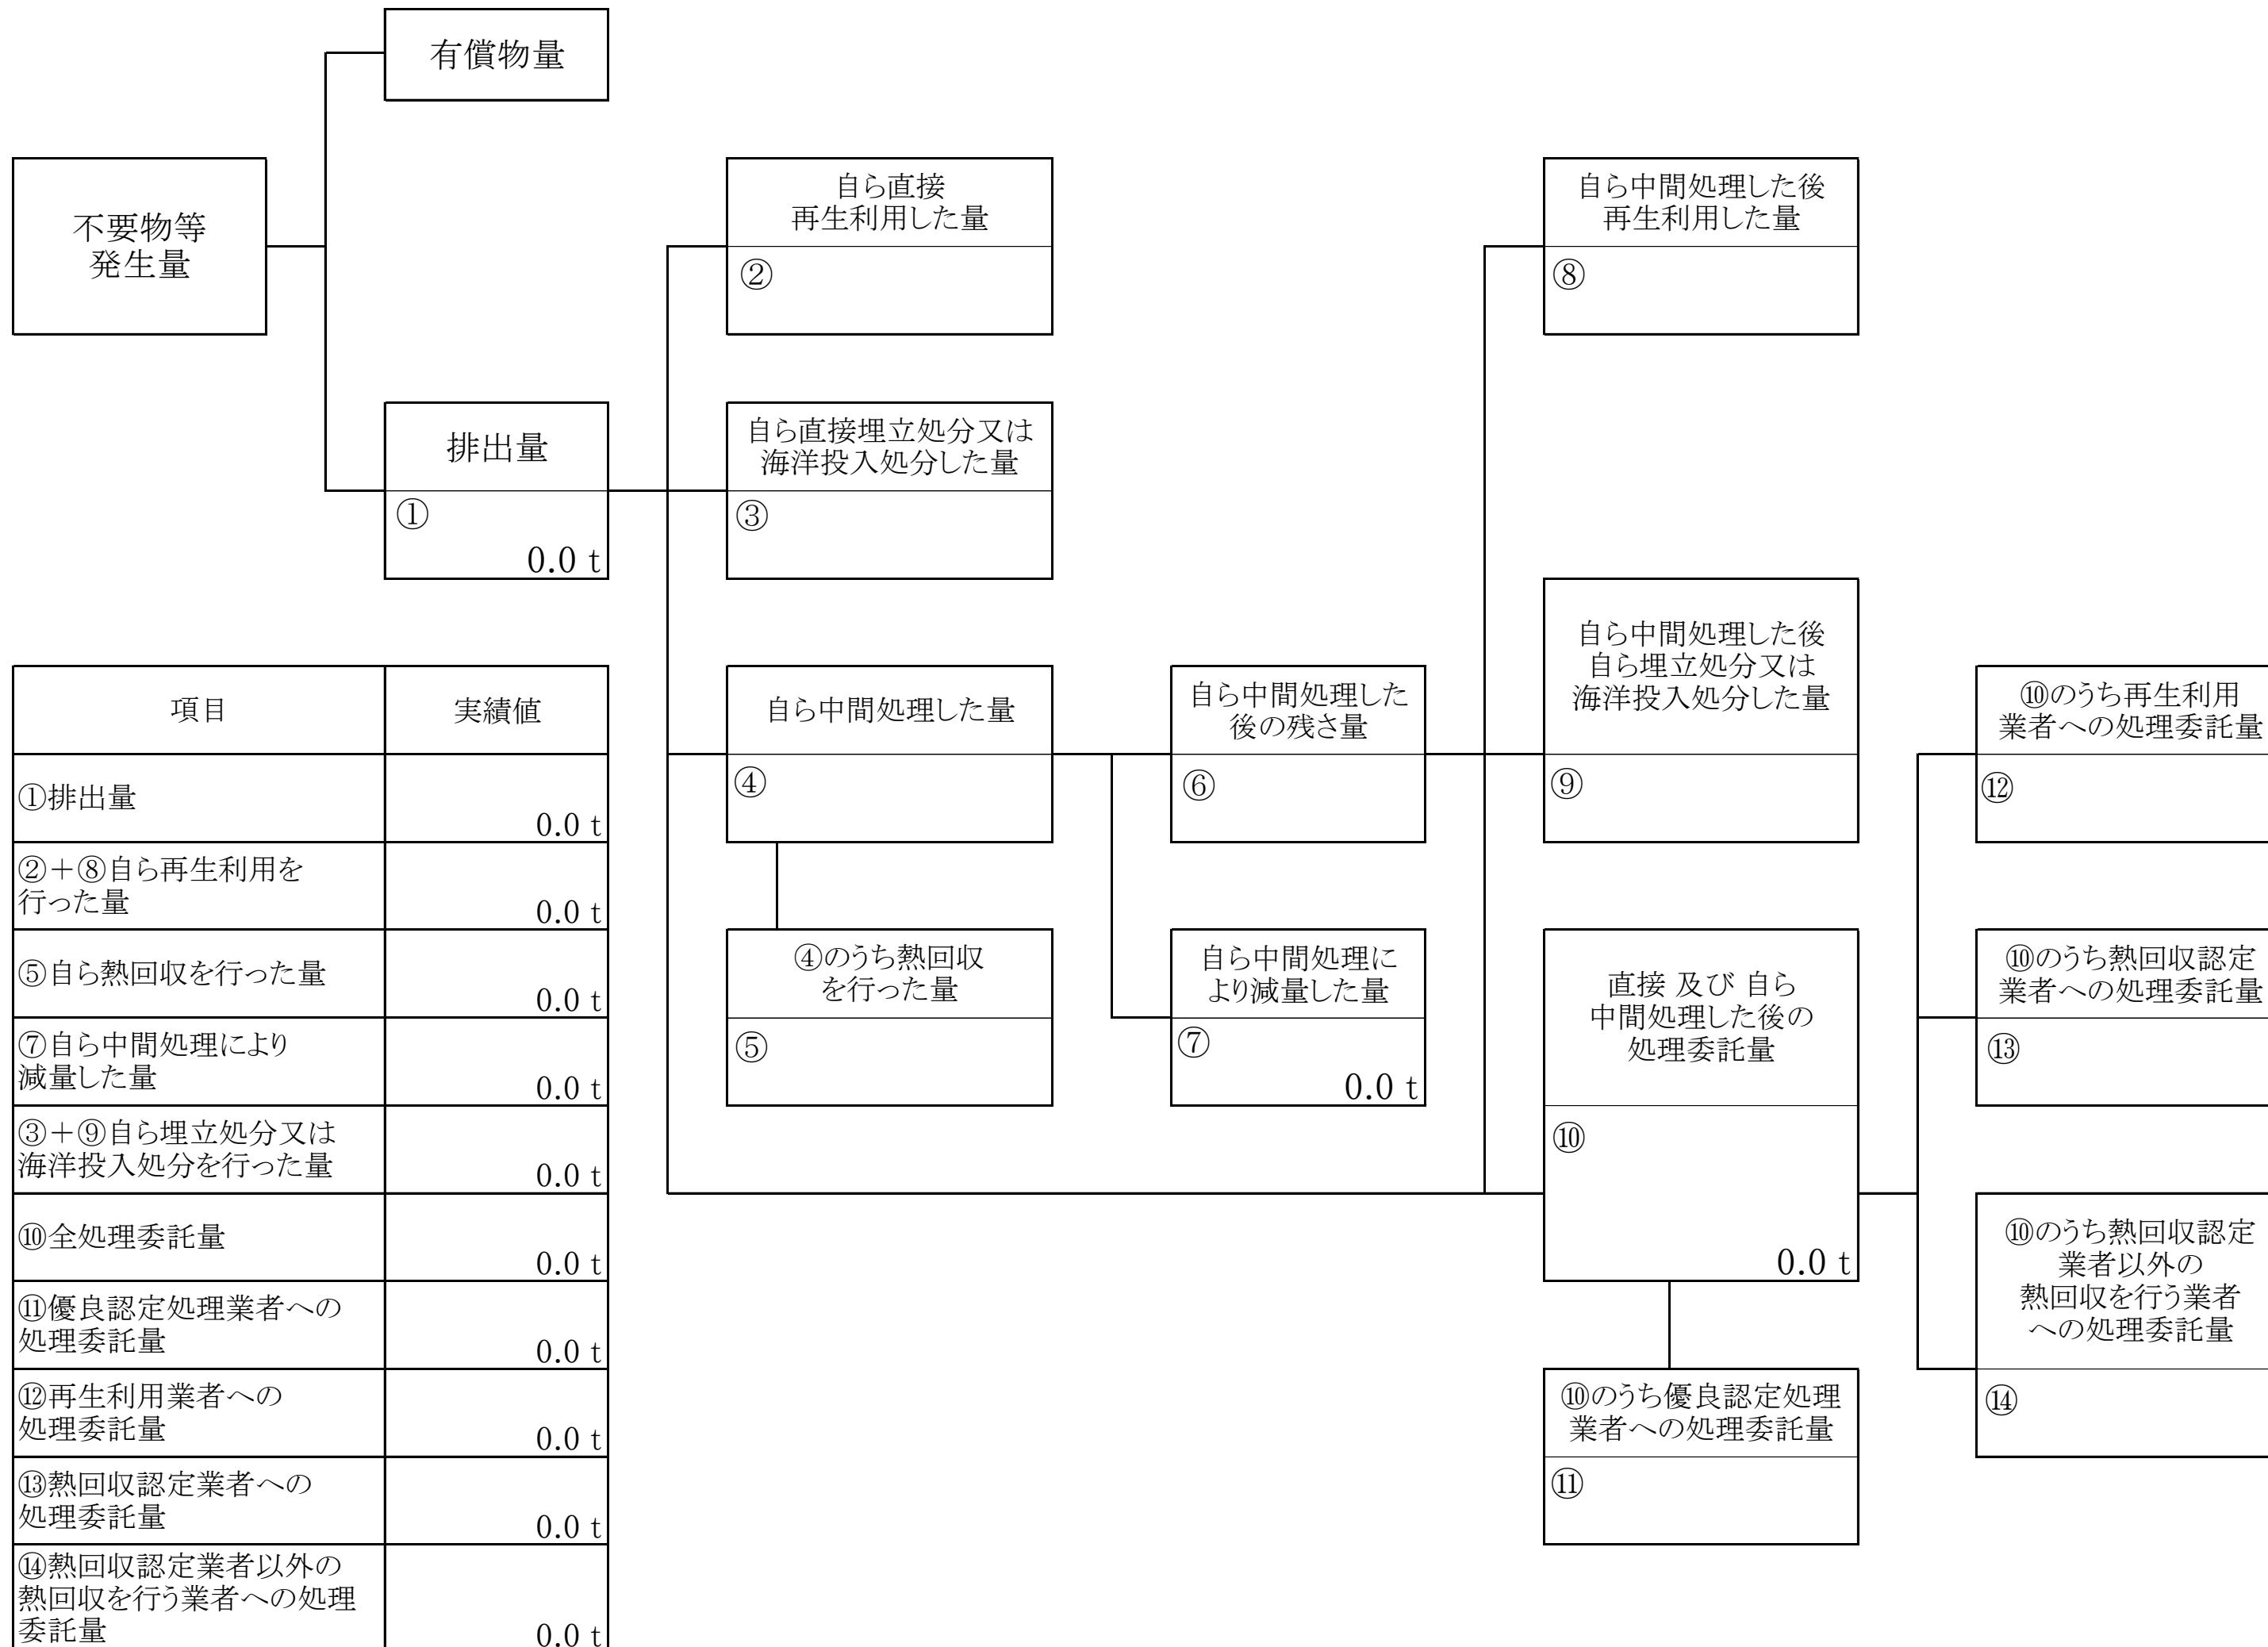 有償物量
不要物等
発生量
自ら直接
再生利用した量
②
自ら中間処理した後
再生利用した量
⑧
排出量
①
0.0 t
自ら直接埋立処分又は
海洋投入処分した量
③
自ら中間処理した量
④
自ら中間処理した
後の残さ量
⑥
自ら中間処理した後
自ら埋立処分又は
海洋投入処分した量
⑨
⑩のうち再生利用
業者への処理委託量
⑫
④のうち熱回収
を行った量
⑤
自ら中間処理に
より減量した量
⑦
0.0 t
直接 及び 自ら
中間処理した後の
処理委託量
⑩
0.0 t
⑩のうち熱回収認定
業者への処理委託量
⑬
⑩のうち熱回収認定
業者以外の
熱回収を行う業者
への処理委託量
⑭
⑩のうち優良認定処理
業者への処理委託量
⑪
項目 実績値
①排出量
0.0 t
②+⑧自ら再生利用を
行った量
0.0 t
⑤自ら熱回収を行った量
0.0 t
⑦自ら中間処理により
減量した量
0.0 t
③+⑨自ら埋立処分又は
海洋投入処分を行った量
0.0 t
⑩全処理委託量
0.0 t
⑪優良認定処理業者への
処理委託量
0.0 t
⑫再生利用業者への
処理委託量
0.0 t
⑬熱回収認定業者への
処理委託量
0.0 t
⑭熱回収認定業者以外の
熱回収を行う業者への処理
委託量
0.0 t